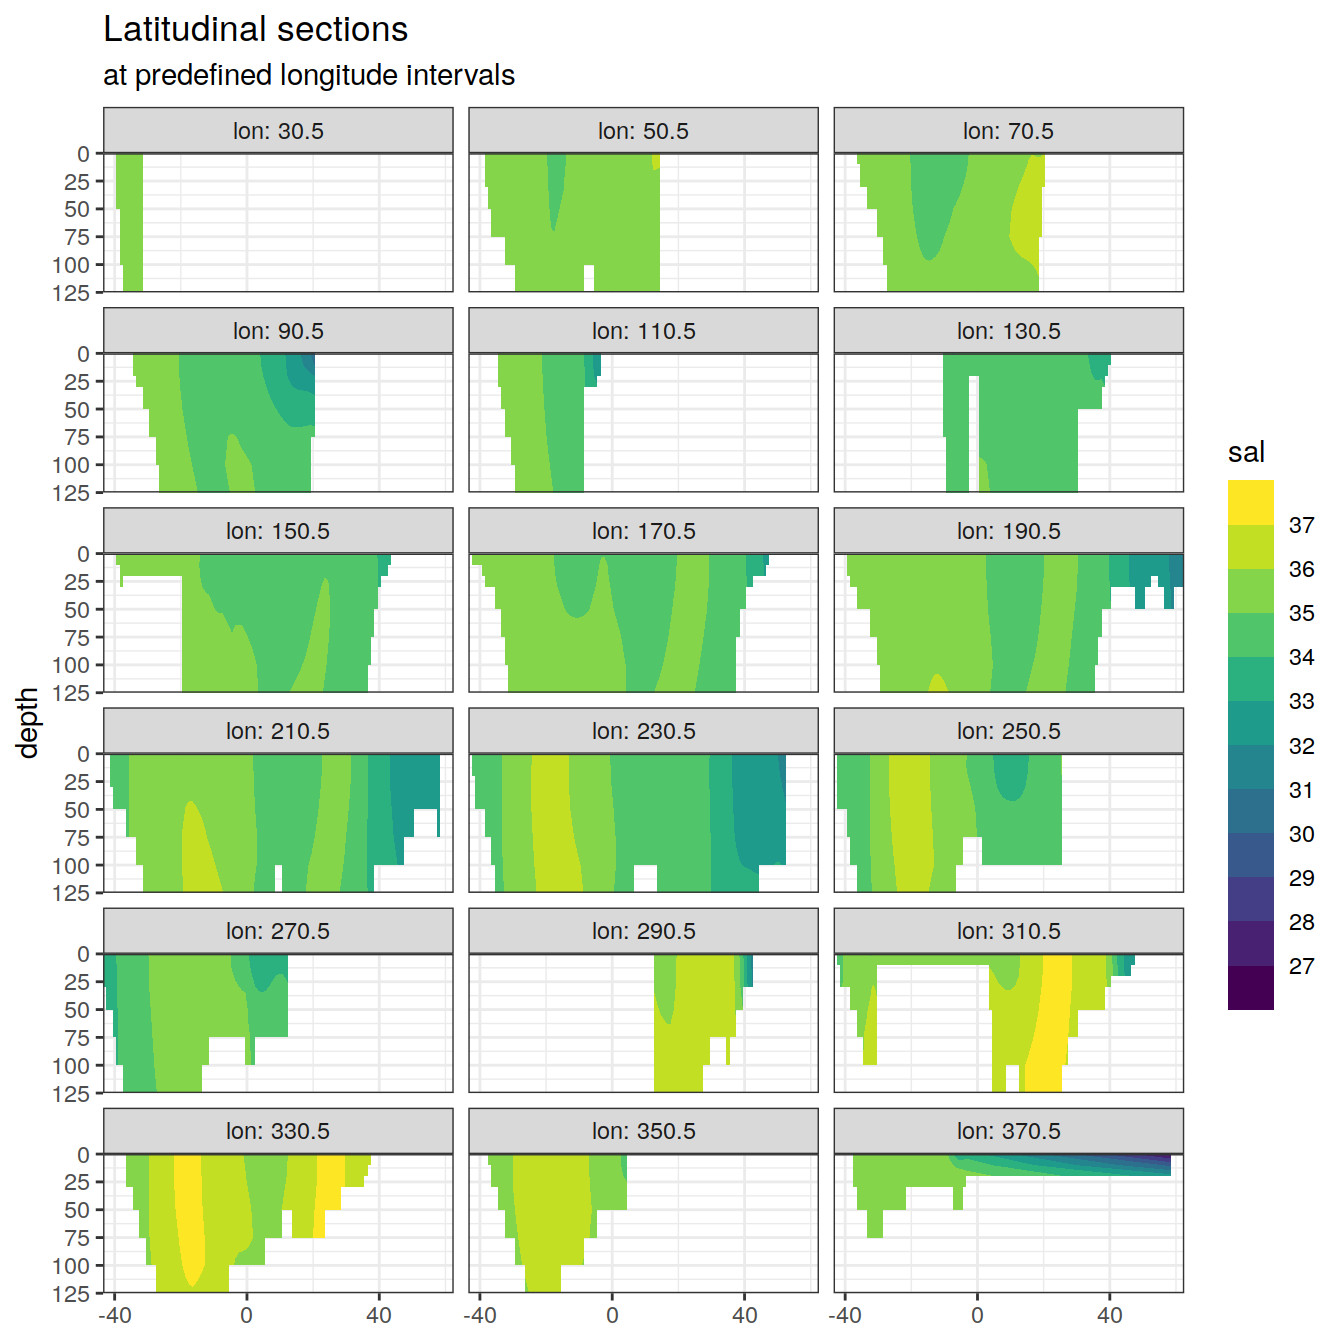 Latitudinal sections
at predefined longitude intervals
lon: 30.5
lon: 50.5
lon: 70.5
0
25
50
75
100
125
lon: 90.5
lon: 110.5
lon: 130.5
0
25
50
75
100
125
lon: 150.5
lon: 170.5
lon: 190.5
0
25
50
75
100
125
lon: 210.5
lon: 230.5
lon: 250.5
0
25
50
75
100
125
lon: 270.5
lon: 290.5
lon: 310.5
0
25
50
75
100
125
lon: 330.5
lon: 350.5
lon: 370.5
0
25
50
75
100
125
-40
0
40
-40
0
40
-40
0
40
depth
sal
37
36
35
34
33
32
31
30
29
28
27